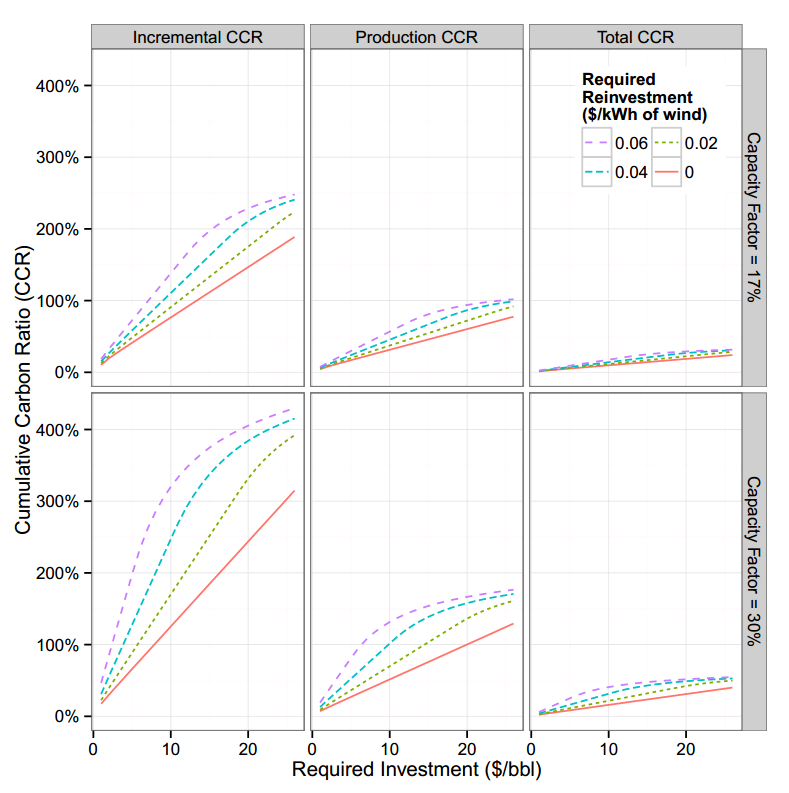 Incremental CCR
Production CCR
Total CCR
Required
Reinvestment
($/kWh of wind)
0.06
0.02
0.04
0
400%
300%
200%
100%
0%
Capacity Factor = 17%
Cumulative Carbon Ratio (CCR)
400%
300%
200%
100%
0%
Capacity Factor = 30%
0 10 20 0 10 20 0 10 20
Required Investment ($/bbl)